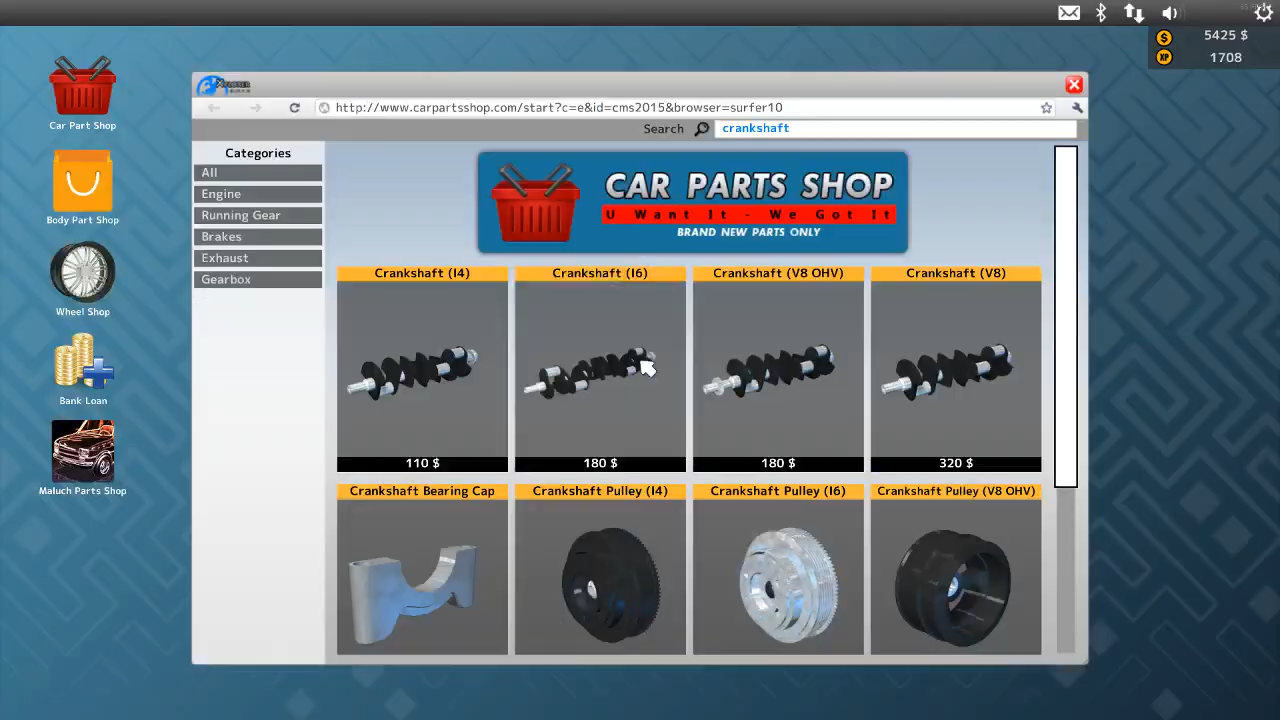 5425 $
1708
Car Part Shop
Body Part Shop
Wheel Shop
Bank Loan
Maluch Parts Shop
http://www.carpartsshop.com/start?c=e&id=cms2015&browser=surfer10
Search crankshaft
Categories
All
Engine
Running Gear
Brakes
Exhaust
Gearbox
CAR PARTS SHOP
U Want It - We Got It
BRAND NEW PARTS ONLY
Crankshaft (I4) Crankshaft (I6) Crankshaft (V8 OHV) Crankshaft (V8)
110 $ 180 $ 180 $ 320 $
Crankshaft Bearing Cap Crankshaft Pulley (I4) Crankshaft Pulley (I6) Crankshaft Pulley (V8 OHV)